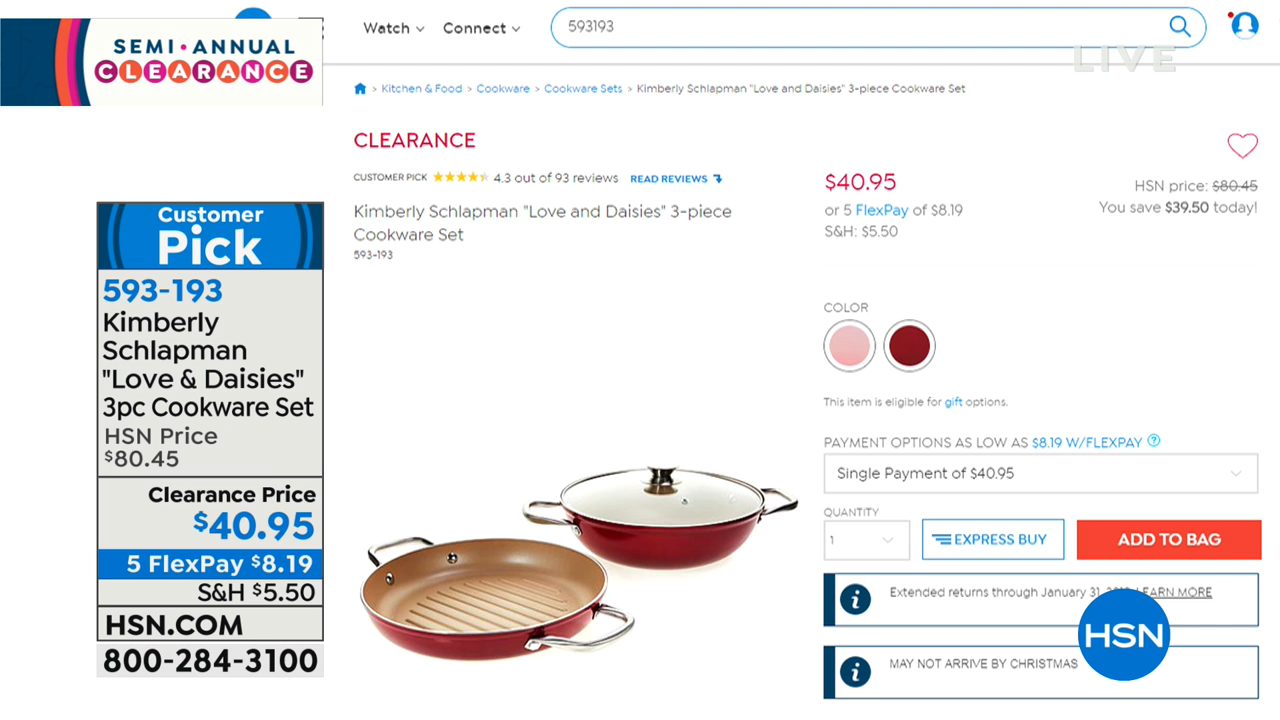 SEMI•ANNUAL
CLEARANCE
Watch
Connect
593193
LIVE
> Kitchen & Food > Cookware > Cookware Sets > Kimberly Schlapman "Love and Daisies" 3-piece Cookware Set
CLEARANCE
CUSTOMER PICK 4.3 out of 93 reviews READ REVIEWS
Kimberly Schlapman "Love and Daisies" 3-piece
Cookware Set
593-193
$40.95
or 5 FlexPay of $8.19
S&H: $5.50
HSN price: $80.45
You save $39.50 today!
COLOR
This item is eligible for gift options.
PAYMENT OPTIONS AS LOW AS $8.19 W/FLEXPAY ?
Single Payment of $40.95
QUANTITY
1
EXPRESS BUY
ADD TO BAG
i
Extended returns through January 31, LEARN MORE
i
MAY NOT ARRIVE BY CHRISTMAS
HSN
Customer
Pick
593-193
Kimberly
Schlapman
"Love & Daisies"
3pc Cookware Set
HSN Price
$80.45
Clearance Price
$40.95
5 FlexPay $8.19
S&H $5.50
HSN.COM
800-284-3100